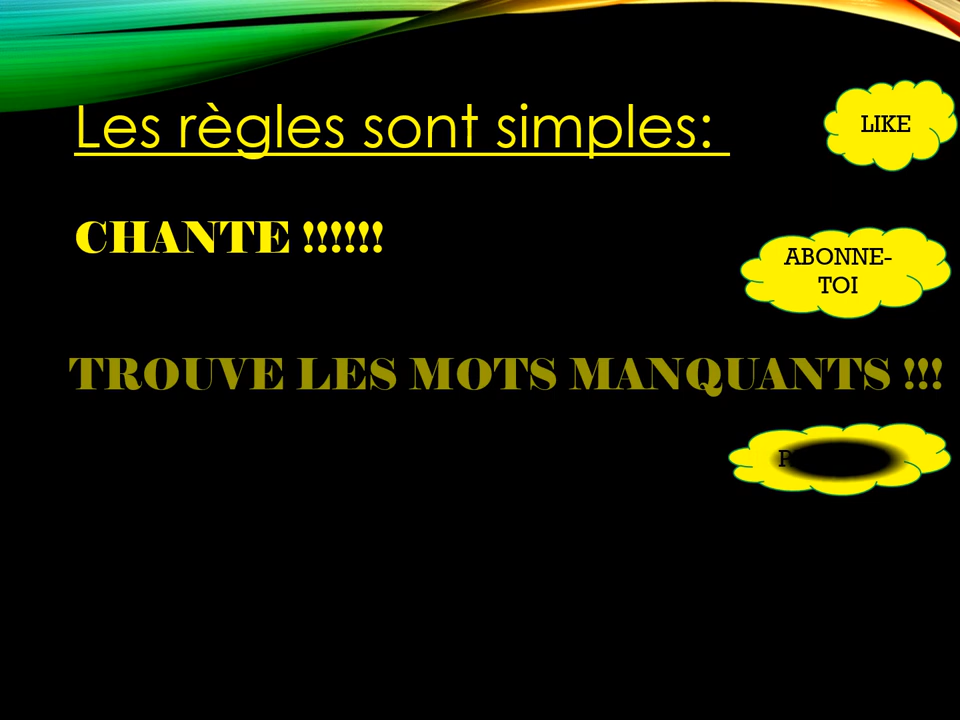 Les règles sont simples:
LIKE
CHANTE !!!!!!
ABONNE-
TOI
TROUVE LES MOTS MANQUANTS !!!